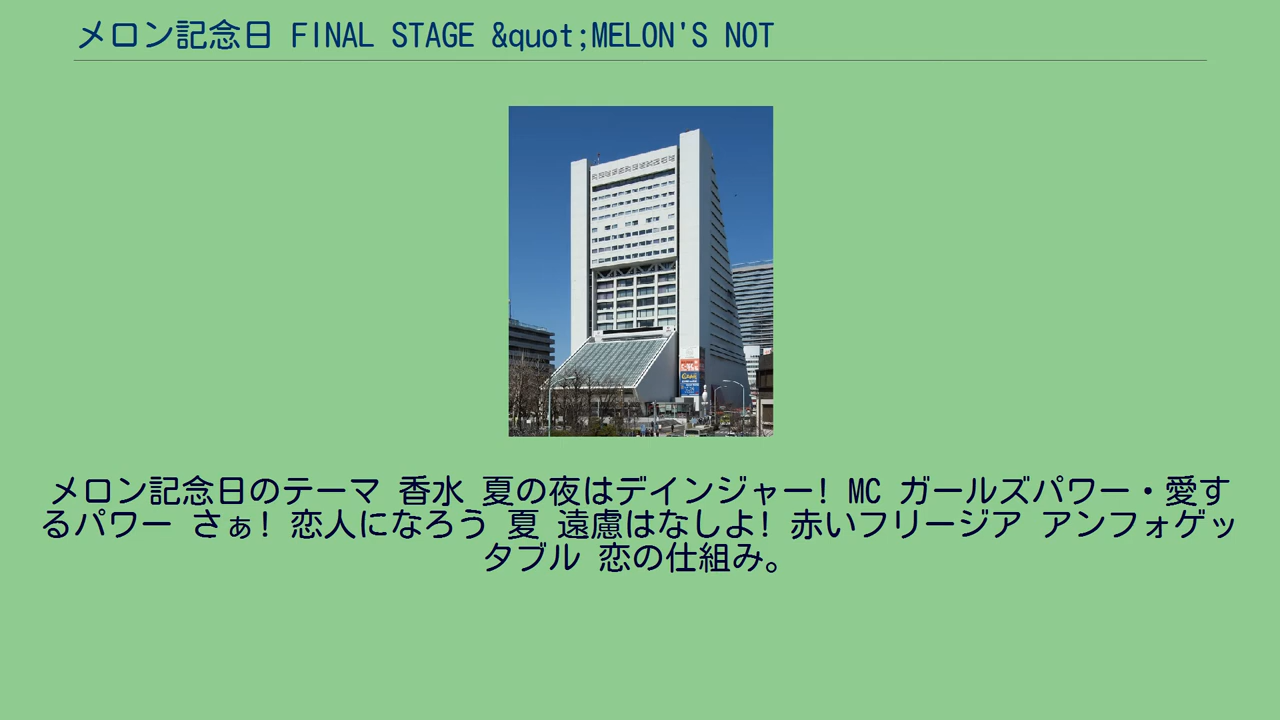 メロン記念日 FINAL STAGE &quot;MELON'S NOT
メロン記念日のテーマ 香水 夏の夜はデインジャー! MC ガールズパワー・愛す
るパワー さぁ! 恋人になろう 夏 遠慮はなしよ! 赤いフリージア アンフォゲッ
タブル 恋の仕組み。